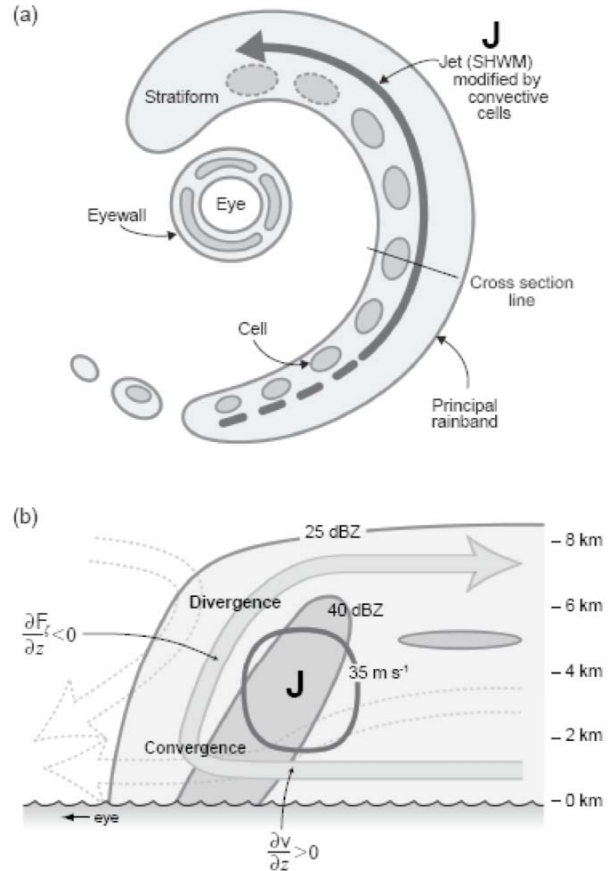 (a)
J
Jet (SHWM)
modified by
convective
cells
Stratiform
Eye
Eyewall
Cross section
line
Cell
Principal
rainband
(b)
25 dBZ
– 8 km
Divergence
40 dBZ
– 6 km
∂Fζ/∂z<0
35 m s⁻¹
– 4 km
J
Convergence
– 2 km
– 0 km
eye
∂v/∂z>0